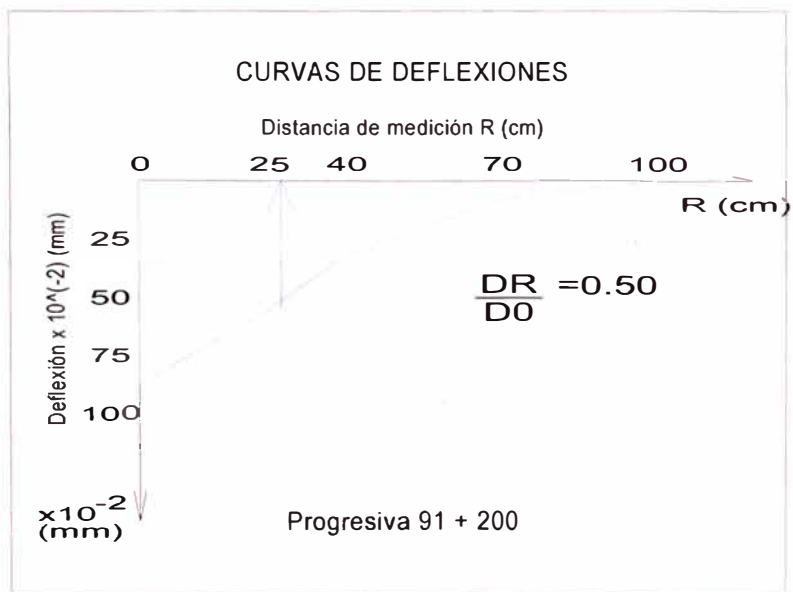 CURVAS DE DEFLEXIONES
Distancia de medición R (cm)
0 25 40 70 100
R (cm)
Deflexión x 10^(-2) (mm)
25
50
75
100
DR
D0
=0.50
x10⁻²
(mm)
Progresiva 91 + 200